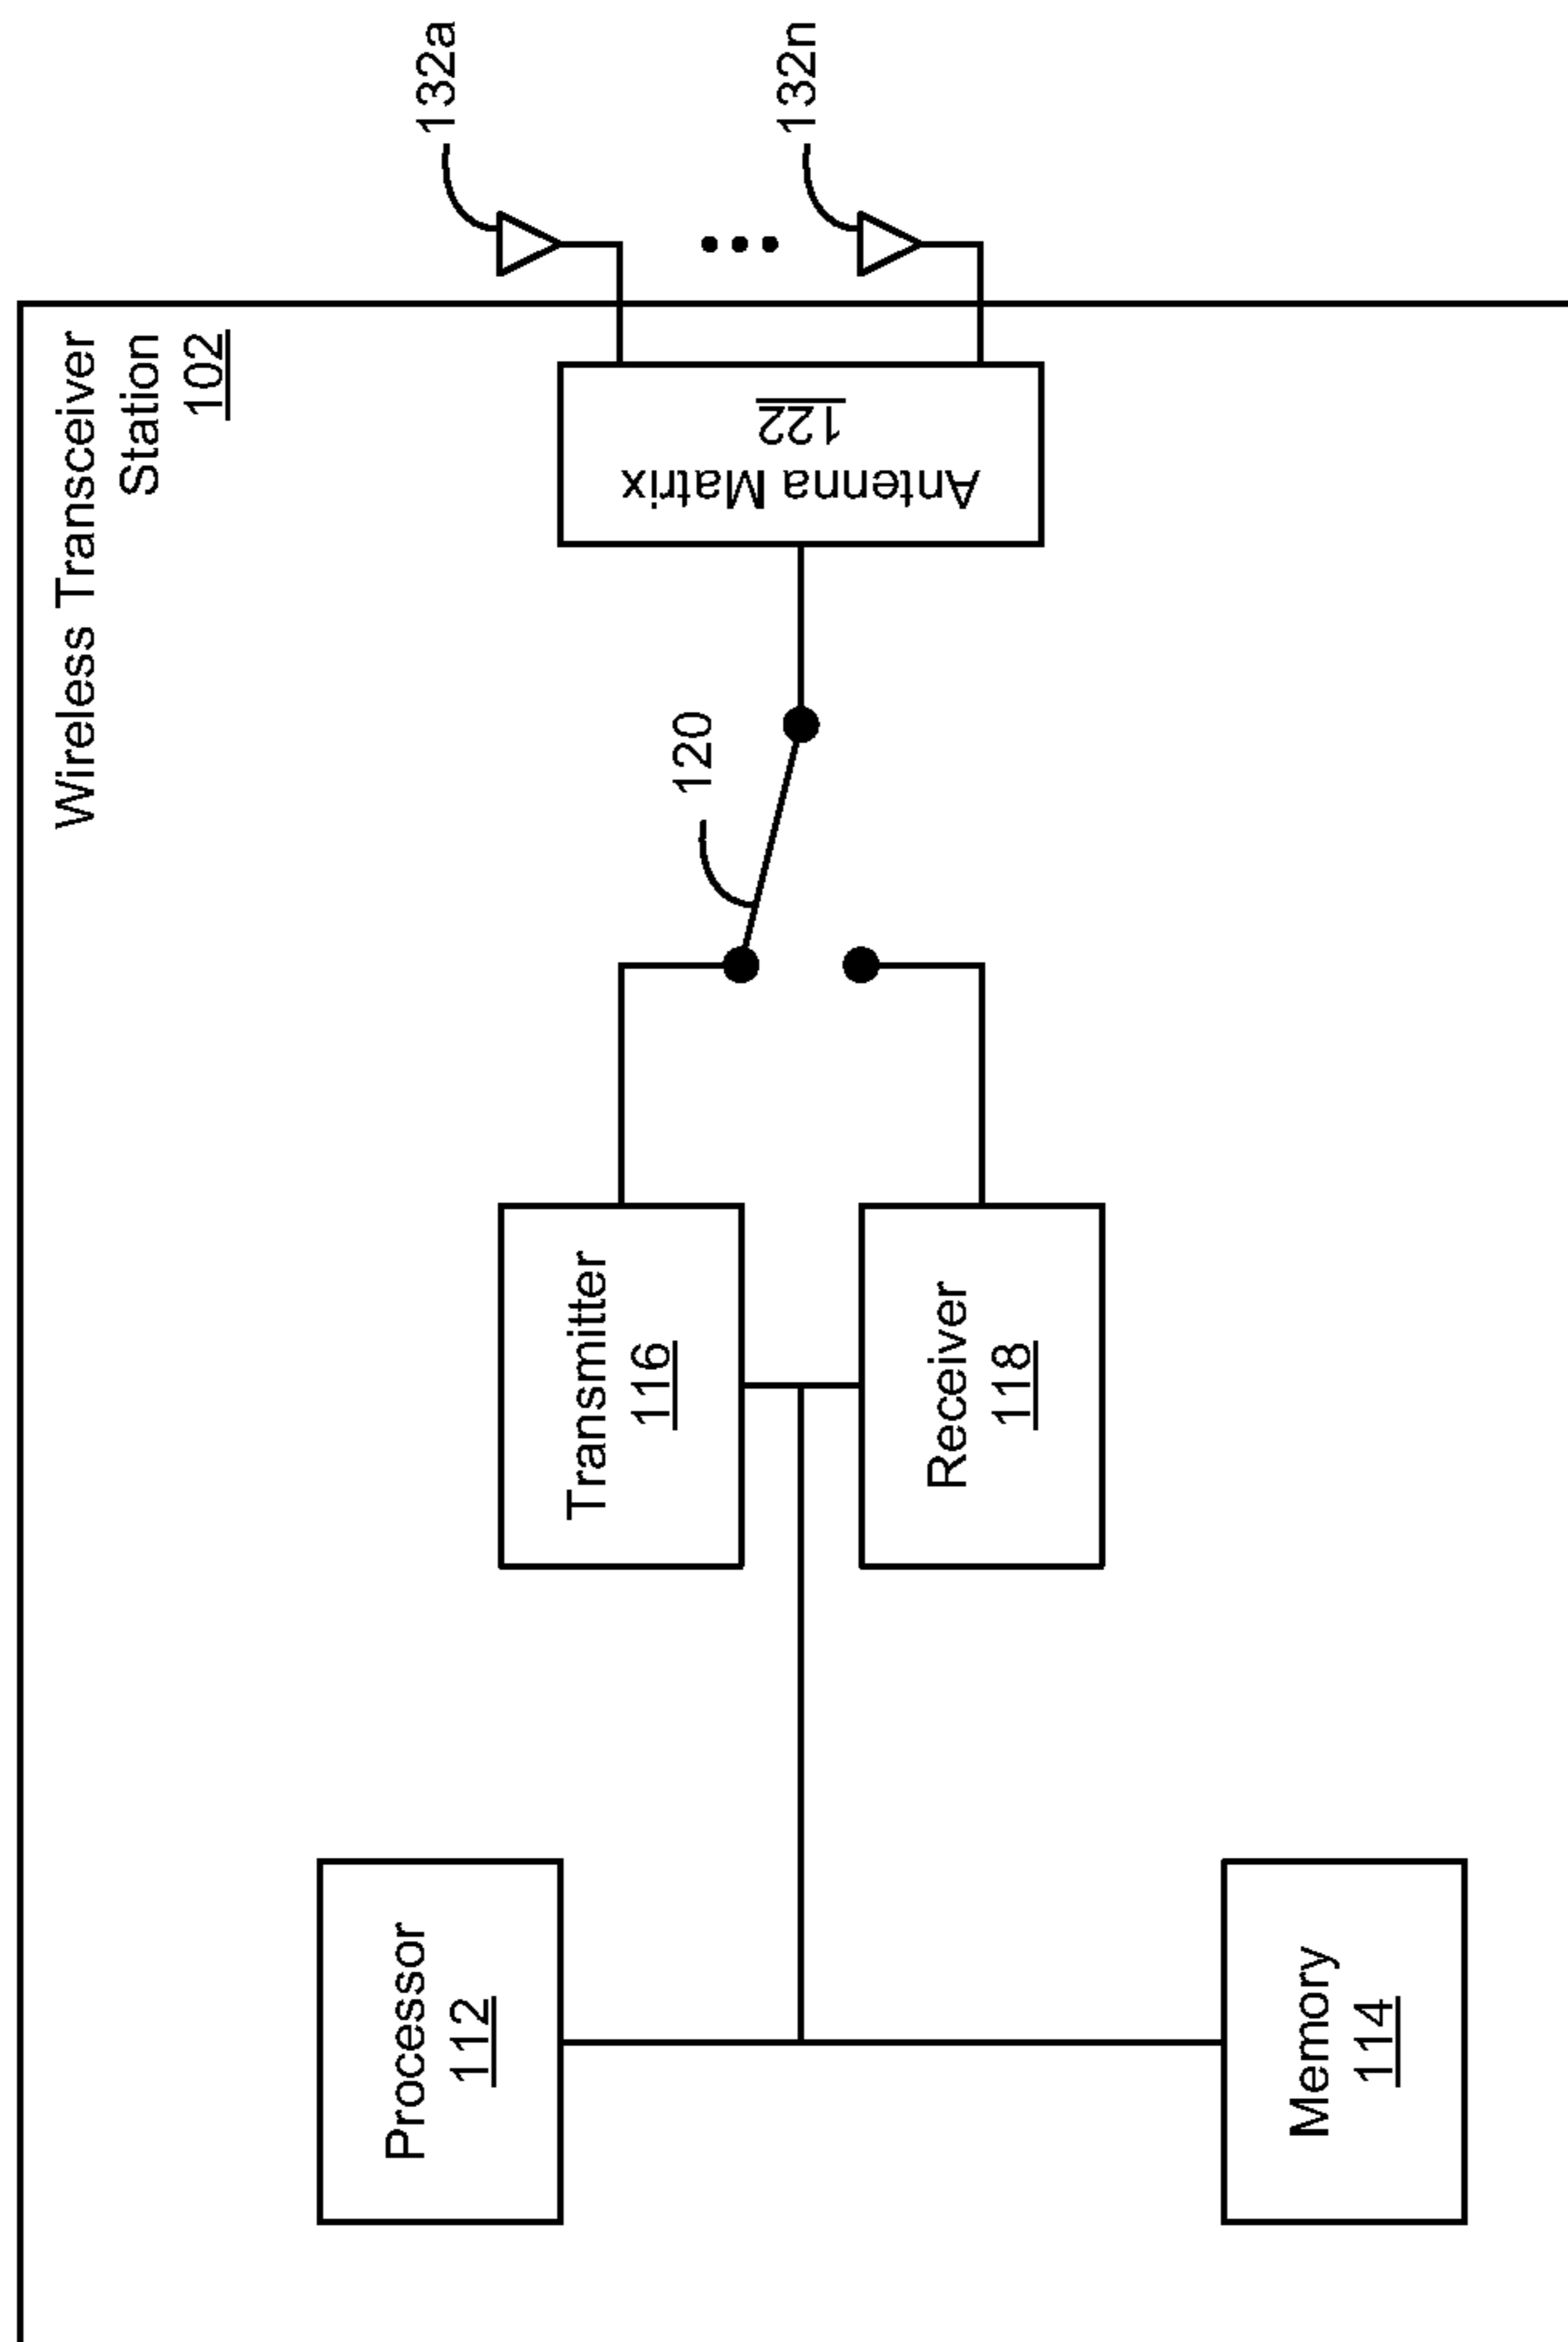 Wireless Transceiver
Station
102
132a
132n
Antenna Matrix
122
120
Transmitter
116
Receiver
118
Processor
112
Memory
114